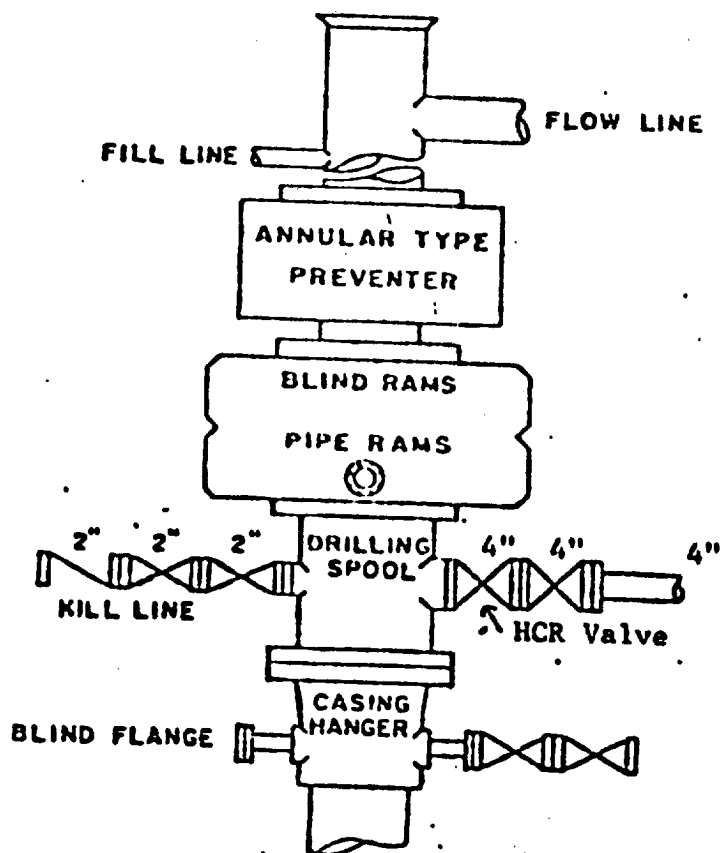 FLOW LINE
FILL LINE
ANNULAR TYPE
PREVENTER
BLIND RAMS
PIPE RAMS
2" 2" 2"
DRILLING
SPOOL
4" 4" 4"
KILL LINE
HCR Valve
CASING
HANGER
BLIND FLANGE